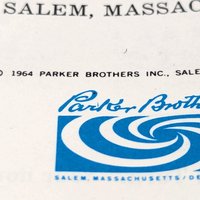 SALEM, MASSAC
© 1964 PARKER BROTHERS INC., SALE
Parker Broth
SALEM, MASSACHUSETTS/DE